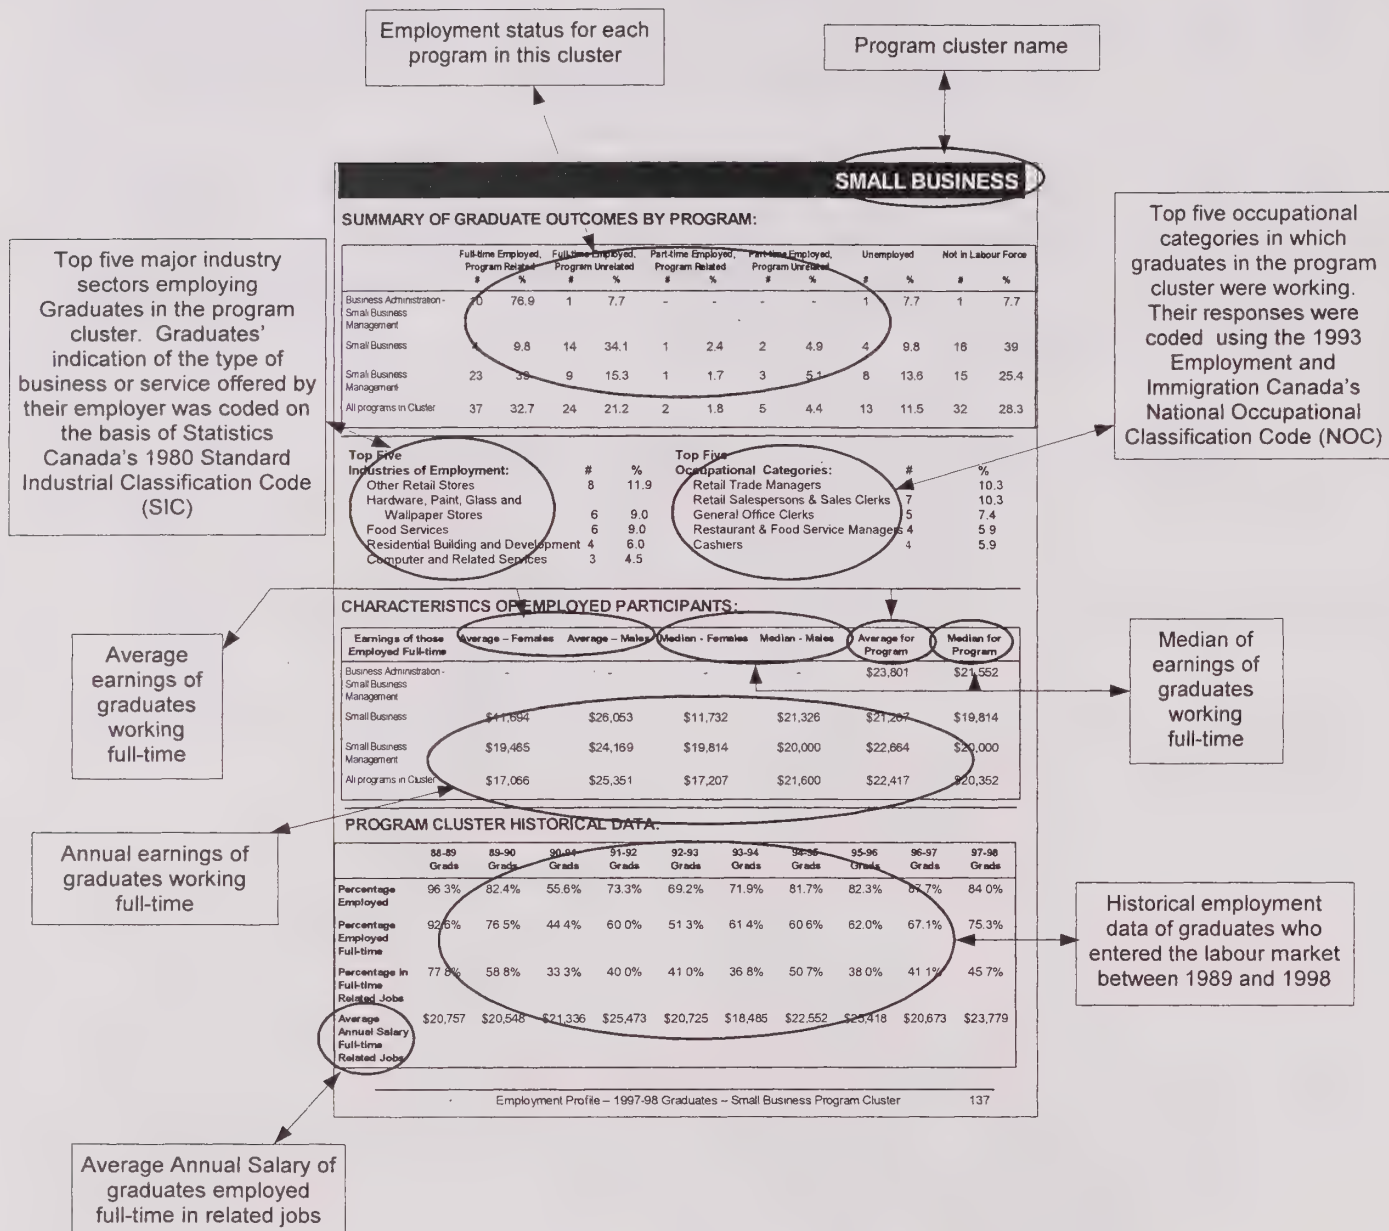 Employment status for each
program in this cluster
Program cluster name
SMALL BUSINESS
SUMMARY OF GRADUATE OUTCOMES BY PROGRAM:
Full-time Employed, Program Related Full-time Employed, Program Unrelated Part-time Employed, Program Related Part-time Employed, Program Unrelated Unemployed Not in Labour Force
# % # % # % # % # % # %
Business Administration - Small Business Management 10 76.9 1 7.7 - - - - 1 7.7 1 7.7
Small Business 4 9.8 14 34.1 1 2.4 2 4.9 4 9.8 16 39
Small Business Management 23 39 9 15.3 1 1.7 3 5.1 8 13.6 15 25.4
All programs in Cluster 37 32.7 24 21.2 2 1.8 5 4.4 13 11.5 32 28.3
Top five major industry
sectors employing
Graduates in the program
cluster. Graduates'
indication of the type of
business or service offered by
their employer was coded on
the basis of Statistics
Canada's 1980 Standard
Industrial Classification Code
(SIC)
Top five occupational
categories in which
graduates in the program
cluster were working.
Their responses were
coded using the 1993
Employment and
Immigration Canada's
National Occupational
Classification Code (NOC)
Top Five
Industries of Employment: # %
Other Retail Stores 8 11.9
Hardware, Paint, Glass and
Wallpaper Stores 6 9.0
Food Services 6 9.0
Residential Building and Development 4 6.0
Computer and Related Services 3 4.5
Top Five
Occupational Categories: # %
Retail Trade Managers 10.3
Retail Salespersons & Sales Clerks 7 10.3
General Office Clerks 5 7.4
Restaurant & Food Service Managers 4 5.9
Cashiers 4 5.9
CHARACTERISTICS OF EMPLOYED PARTICIPANTS:
Earnings of those Employed Full-time Average – Females Average – Males Median - Females Median - Males Average for Program Median for Program
Business Administration - Small Business Management - - - - $23,801 $21,552
Small Business $11,694 $26,053 $11,732 $21,326 $21,267 $19,814
Small Business Management $19,465 $24,169 $19,814 $20,000 $22,664 $20,000
All programs in Cluster $17,066 $25,351 $17,207 $21,600 $22,417 $20,352
Average
earnings of
graduates
working
full-time
Median of
earnings of
graduates
working
full-time
Annual earnings of
graduates working
full-time
PROGRAM CLUSTER HISTORICAL DATA:
88-89 Grads 89-90 Grads 90-91 Grads 91-92 Grads 92-93 Grads 93-94 Grads 94-95 Grads 95-96 Grads 96-97 Grads 97-98 Grads
Percentage Employed 96 3% 82.4% 55.6% 73.3% 69.2% 71.9% 81.7% 82.3% 87.7% 84 0%
Percentage Employed Full-time 92.6% 76 5% 44 4% 60 0% 51 3% 61 4% 60 6% 62.0% 67.1% 75.3%
Percentage in Full-time Related Jobs 77 8% 58 8% 33 3% 40 0% 41 0% 36 8% 50 7% 38 0% 41 1% 45 7%
Average Annual Salary Full-time Related Jobs $20,757 $20,548 $21,336 $25,473 $20,725 $18,485 $22,552 $25,418 $20,673 $23,779
Historical employment
data of graduates who
entered the labour market
between 1989 and 1998
Employment Profile – 1997-98 Graduates – Small Business Program Cluster 137
Average Annual Salary of
graduates employed
full-time in related jobs